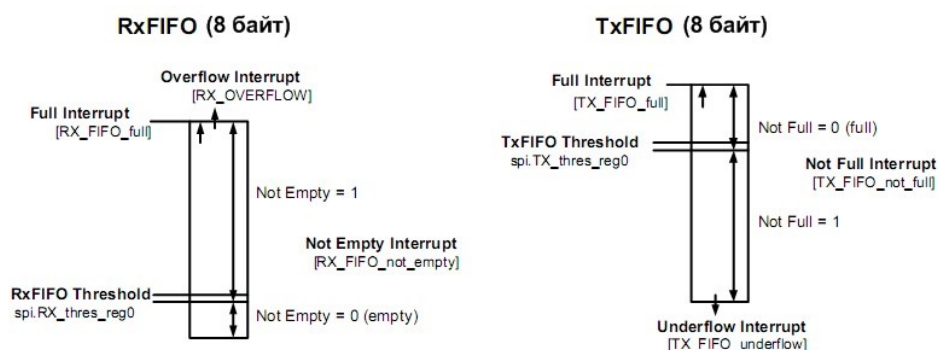 RxFIFO (8 байт)
Overflow Interrupt
[RX_OVERFLOW]
Full Interrupt
[RX_FIFO_full]
Not Empty = 1
Not Empty Interrupt
[RX_FIFO_not_empty]
RxFIFO Threshold
spi.RX_thres_reg0
Not Empty = 0 (empty)
TxFIFO (8 байт)
Full Interrupt
[TX_FIFO_full]
Not Full = 0 (full)
TxFIFO Threshold
spi.TX_thres_reg0
Not Full Interrupt
[TX_FIFO_not_full]
Not Full = 1
Underflow Interrupt
[TX_FIFO_underflow]